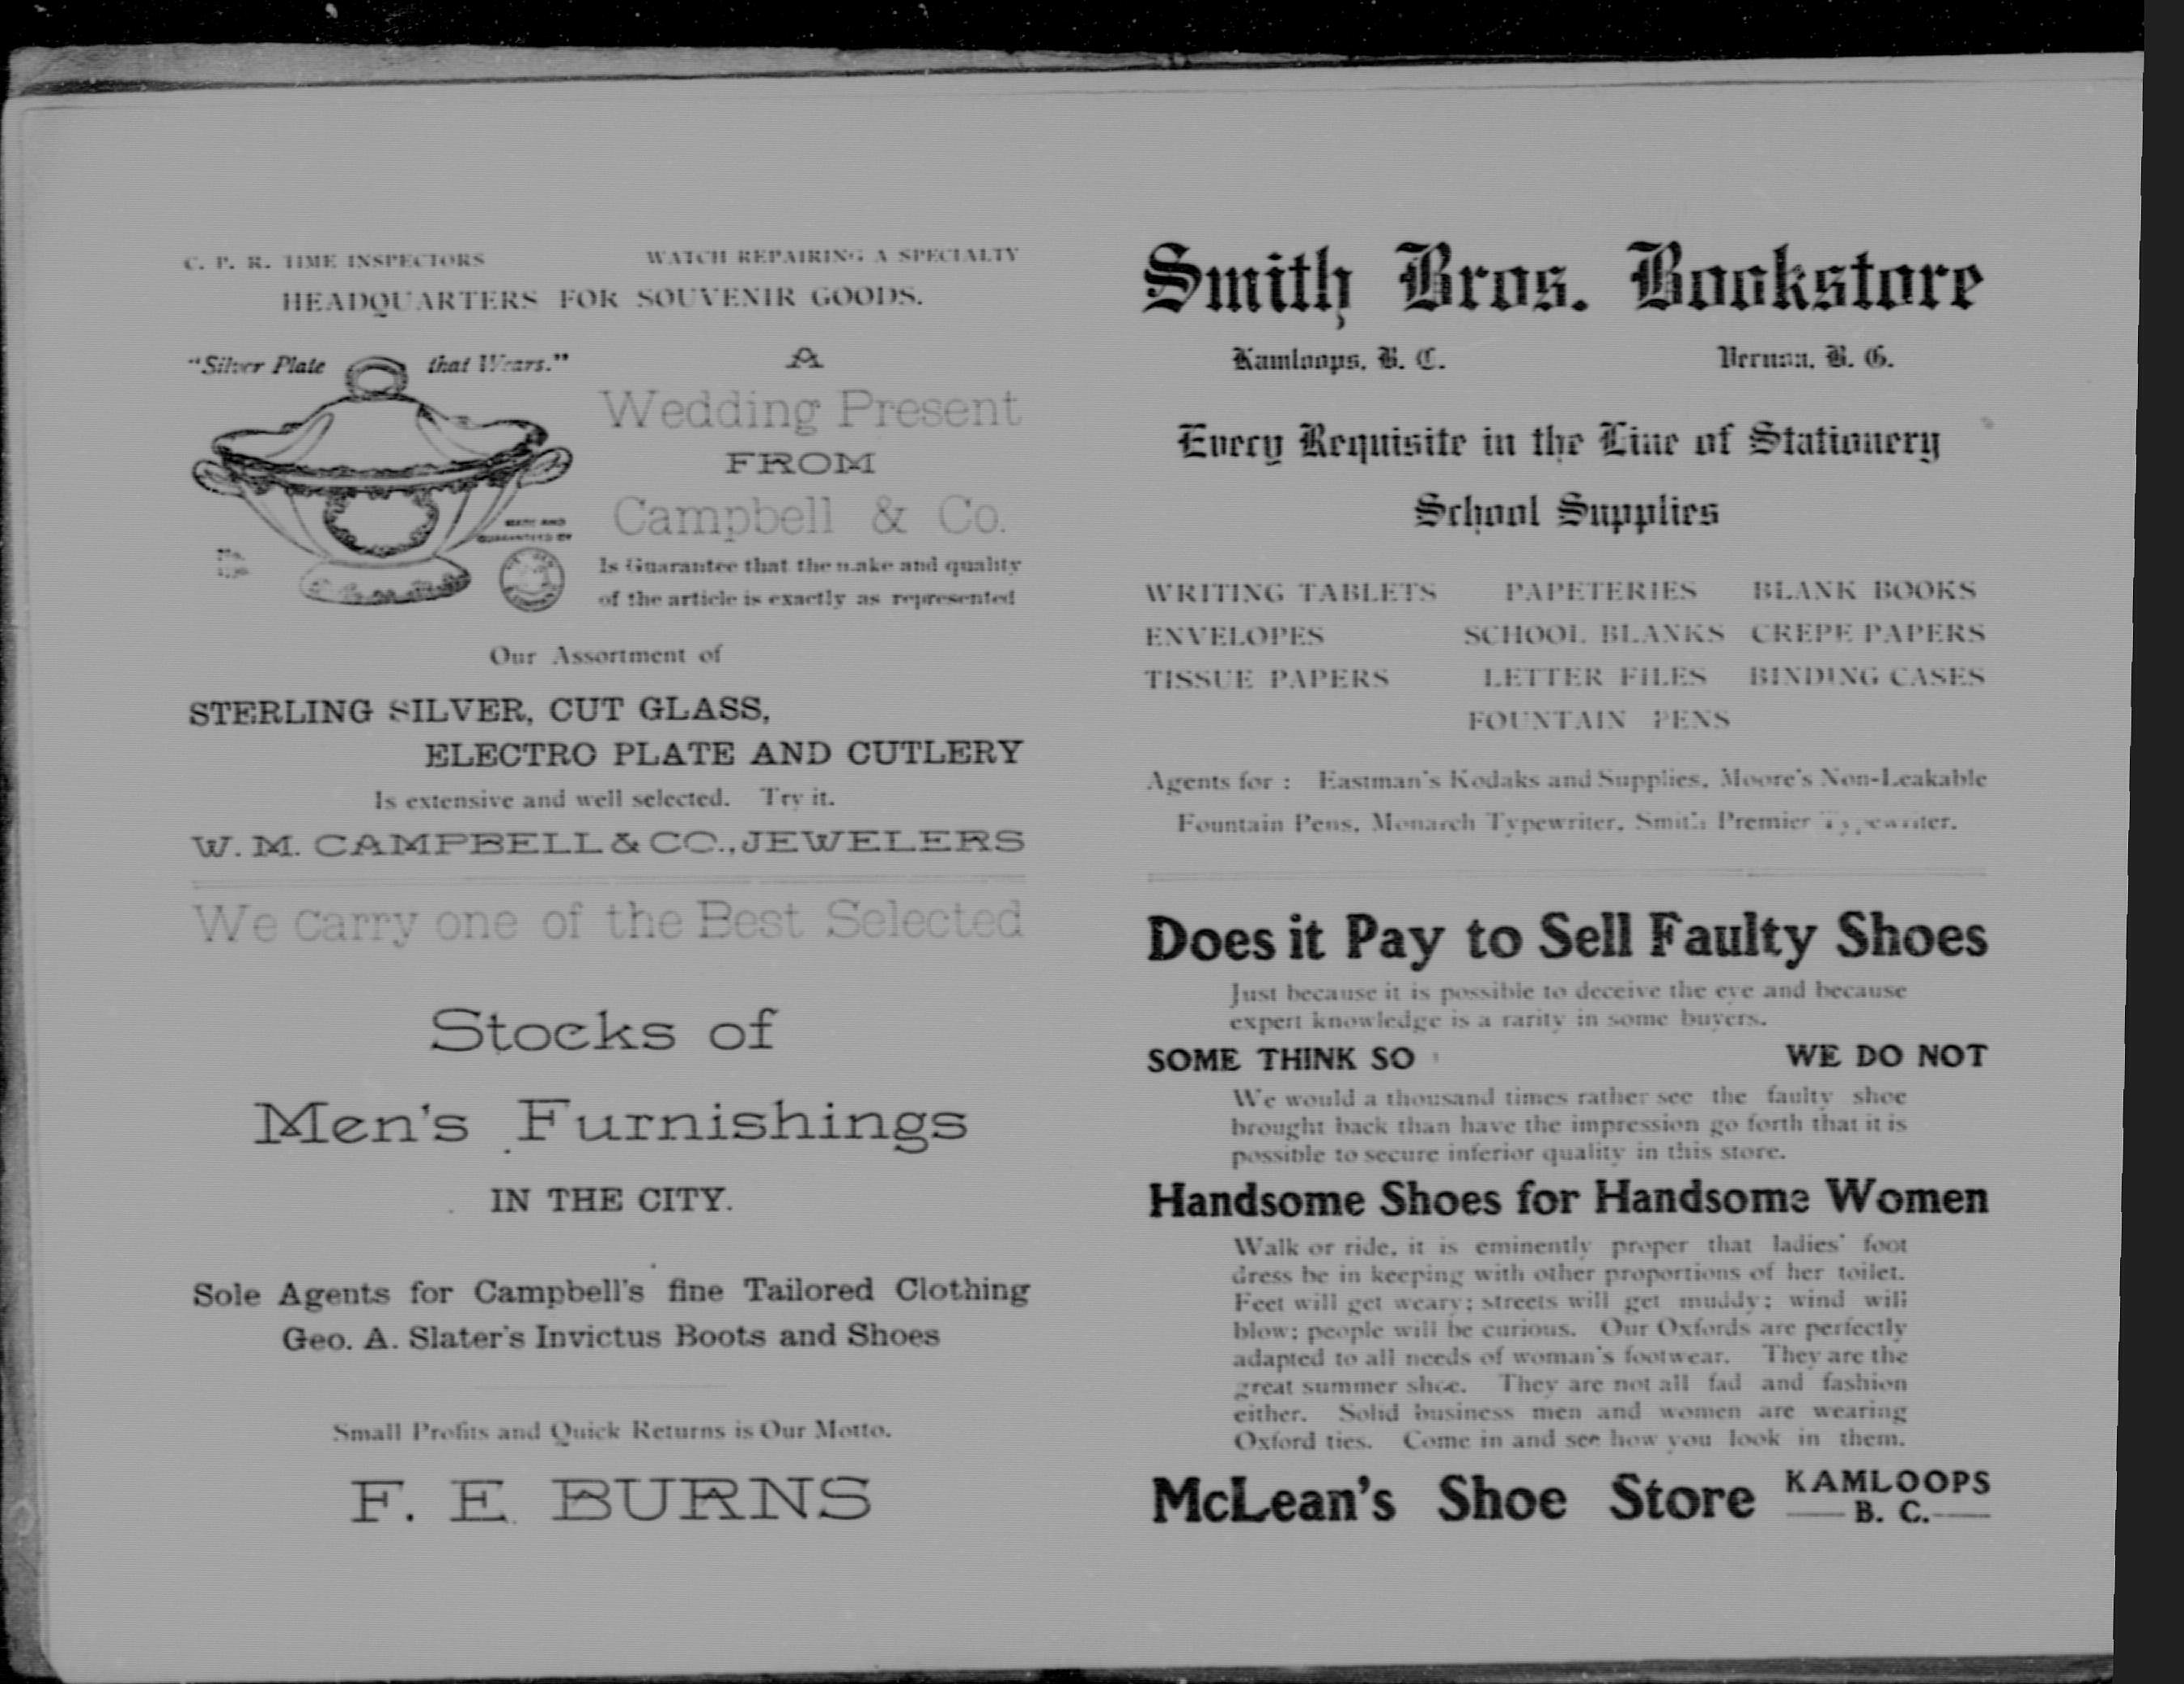 C. P. R. TIME INSPECTORS WATCH REPAIRING A SPECIALTY
HEADQUARTERS FOR SOUVENIR GOODS.
"Silver Plate that Wears."
MADE AND
GUARANTEED BY
A
Wedding Present
FROM
Campbell & Co.
Is Guarantee that the make and quality
of the article is exactly as represented
Our Assortment of
STERLING SILVER, CUT GLASS,
ELECTRO PLATE AND CUTLERY
Is extensive and well selected. Try it.
W. M. CAMPBELL & CO., JEWELERS
We carry one of the Best Selected
Stocks of
Men's Furnishings
IN THE CITY.
Sole Agents for Campbell's fine Tailored Clothing
Geo. A. Slater's Invictus Boots and Shoes
Small Profits and Quick Returns is Our Motto.
F. E. BURNS
Smith Bros. Bookstore
Kamloops, B. C. Vernon, B. C.
Every Requisite in the Line of Stationery
School Supplies
WRITING TABLETS PAPETERIES BLANK BOOKS
ENVELOPES SCHOOL BLANKS CREPE PAPERS
TISSUE PAPERS LETTER FILES BINDING CASES
FOUNTAIN PENS
Agents for : Eastman's Kodaks and Supplies, Moore's Non-Leakable
Fountain Pens, Monarch Typewriter, Smith Premier Typewriter.
Does it Pay to Sell Faulty Shoes
Just because it is possible to deceive the eye and because
expert knowledge is a rarity in some buyers.
SOME THINK SO WE DO NOT
We would a thousand times rather see the faulty shoe
brought back than have the impression go forth that it is
possible to secure inferior quality in this store.
Handsome Shoes for Handsome Women
Walk or ride, it is eminently proper that ladies' foot
dress be in keeping with other proportions of her toilet.
Feet will get weary; streets will get muddy; wind will
blow; people will be curious. Our Oxfords are perfectly
adapted to all needs of woman's footwear. They are the
great summer shoe. They are not all fad and fashion
either. Solid business men and women are wearing
Oxford ties. Come in and see how you look in them.
McLean's Shoe Store KAMLOOPS
B. C.